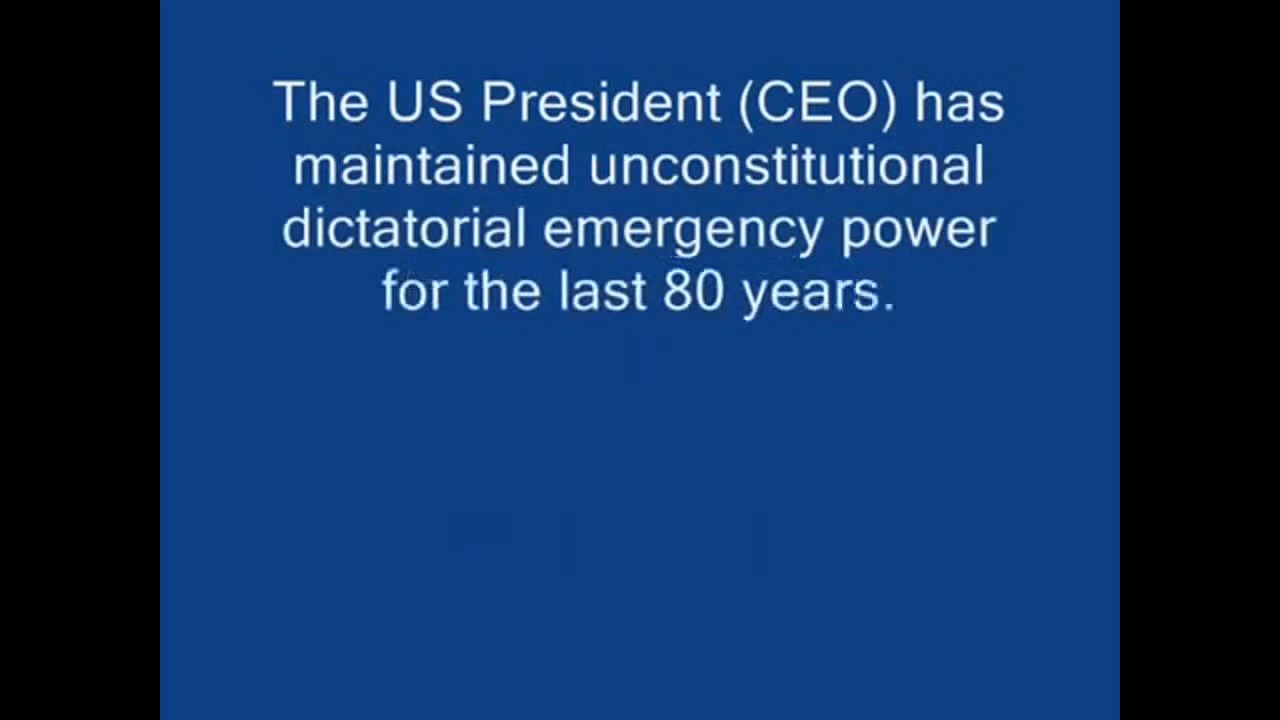 The US President (CEO) has
maintained unconstitutional
dictatorial emergency power
for the last 80 years.